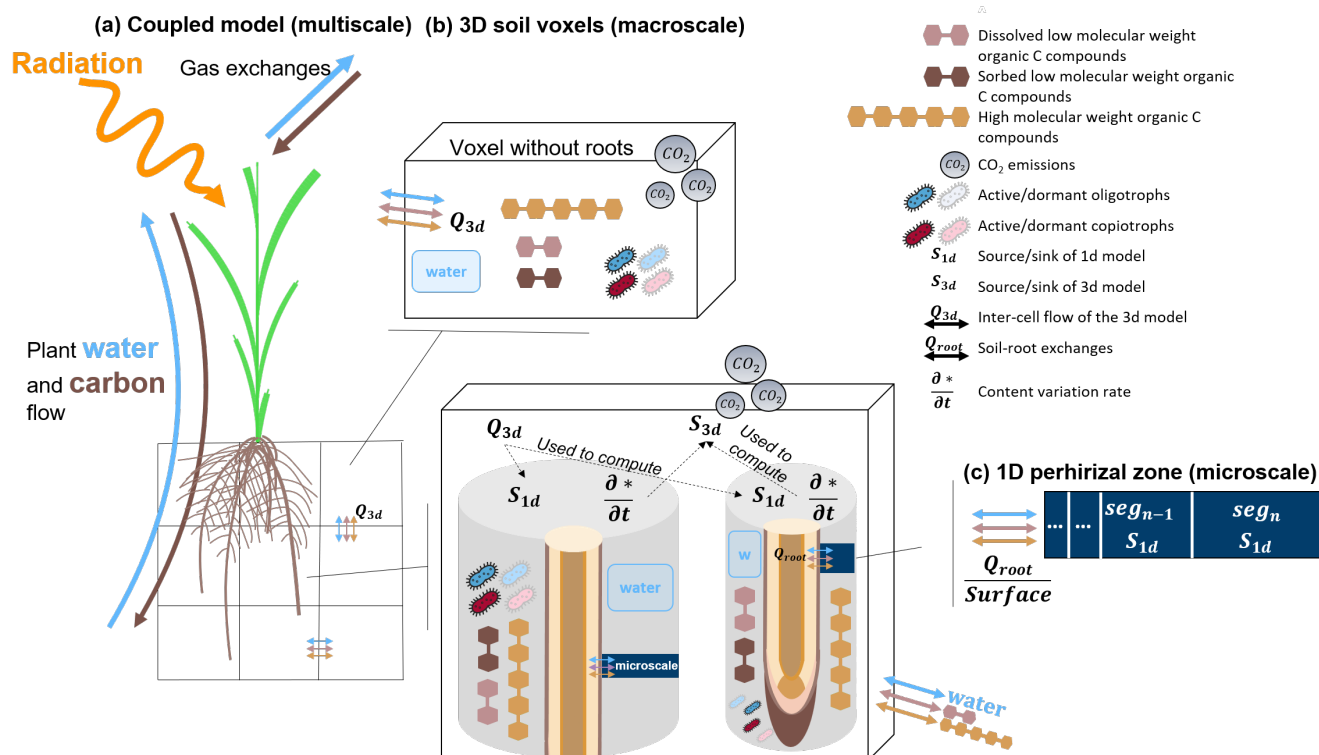 (a) Coupled model (multiscale)
Radiation
Gas exchanges
Plant water
and carbon
flow
Q3d
(b) 3D soil voxels (macroscale)
Voxel without roots
CO2
CO2
CO2
Q3d
water
CO2
CO2
CO2
Q3d
S3d
Used to compute
Used to
compute
S1d
∂ *
∂t
S1d
∂ *
∂t
water
microscale
w
Qroot
water
Dissolved low molecular weight
organic C compounds
Sorbed low molecular weight organic
C compounds
High molecular weight organic C
compounds
CO2 CO2 emissions
Active/dormant oligotrophs
Active/dormant copiotrophs
S1d Source/sink of 1d model
S3d Source/sink of 3d model
Q3d Inter-cell flow of the 3d model
Qroot Soil-root exchanges
∂ *
∂t Content variation rate
(c) 1D perhirizal zone (microscale)
... ... segn−1 segn
S1d S1d
Qroot
Surface